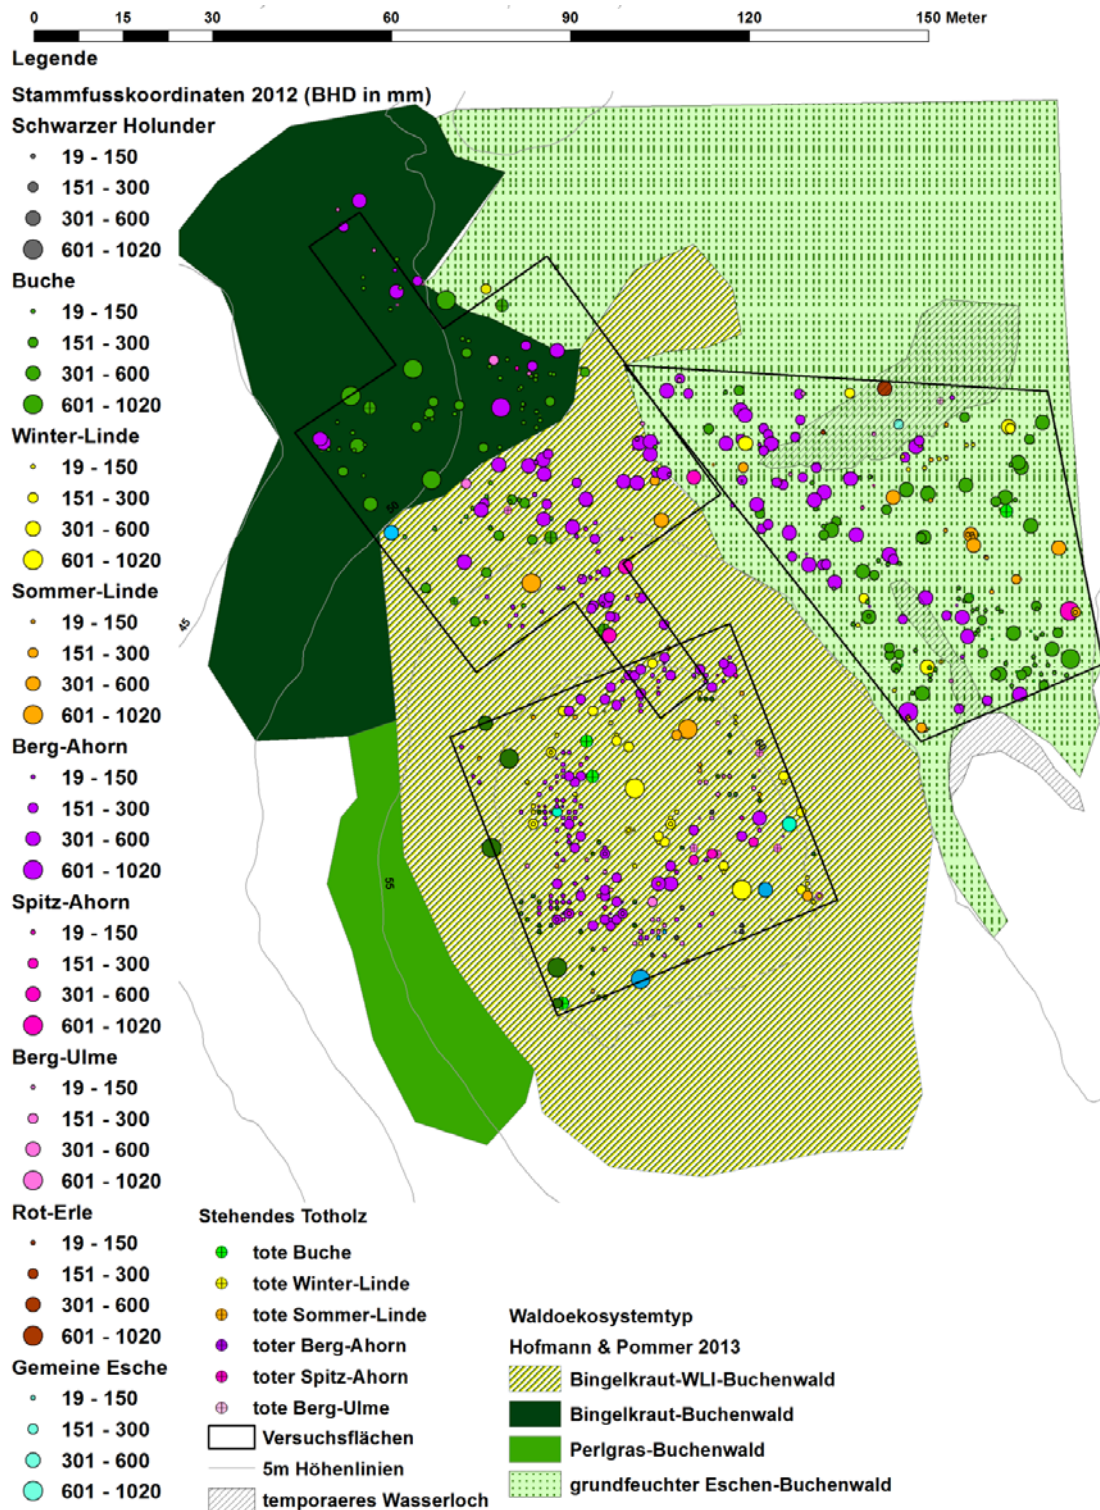 0 15 30 60 90 120 150 Meter
Legende
Stammfusskoordinaten 2012 (BHD in mm)
Schwarzer Holunder
19 - 150
151 - 300
301 - 600
601 - 1020
Buche
19 - 150
151 - 300
301 - 600
601 - 1020
Winter-Linde
19 - 150
151 - 300
301 - 600
601 - 1020
Sommer-Linde
19 - 150
151 - 300
301 - 600
601 - 1020
Berg-Ahorn
19 - 150
151 - 300
301 - 600
601 - 1020
Spitz-Ahorn
19 - 150
151 - 300
301 - 600
601 - 1020
Berg-Ulme
19 - 150
151 - 300
301 - 600
601 - 1020
Rot-Erle
19 - 150
151 - 300
301 - 600
601 - 1020
Gemeine Esche
19 - 150
151 - 300
301 - 600
601 - 1020
50
45
60
55
Stehendes Totholz
tote Buche
tote Winter-Linde
tote Sommer-Linde
toter Berg-Ahorn
toter Spitz-Ahorn
tote Berg-Ulme
Versuchsflächen
5m Höhenlinien
temporaeres Wasserloch
Waldoekosystemtyp
Hofmann & Pommer 2013
Bingelkraut-WLI-Buchenwald
Bingelkraut-Buchenwald
Perlgras-Buchenwald
grundfeuchter Eschen-Buchenwald